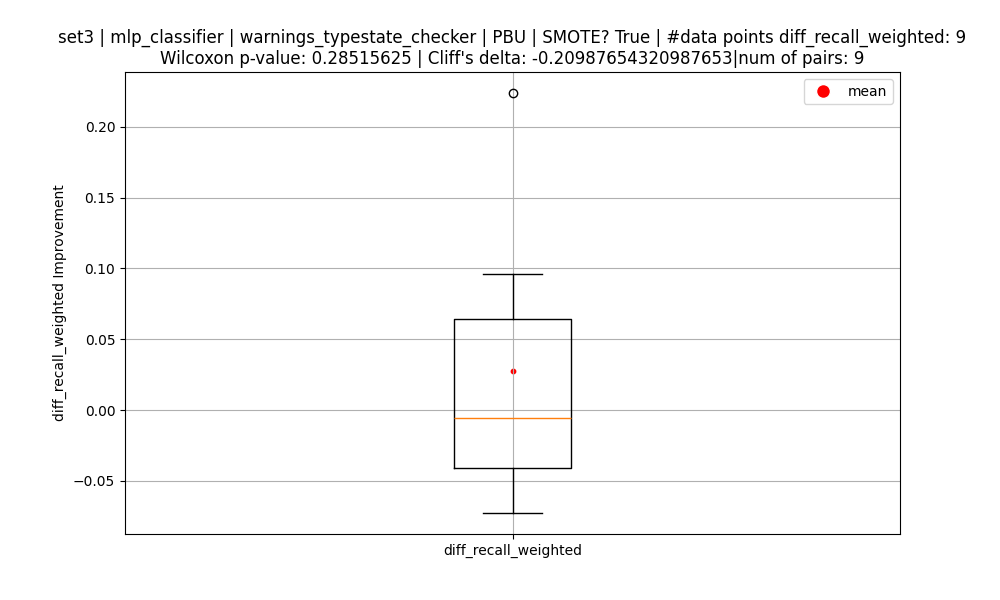 set3 | mlp_classifier | warnings_typestate_checker | PBU | SMOTE? True | #data points diff_recall_weighted: 9
Wilcoxon p-value: 0.28515625 | Cliff's delta: -0.20987654320987653|num of pairs: 9
mean
0.20
0.15
0.10
0.05
0.00
−0.05
diff_recall_weighted Improvement
diff_recall_weighted